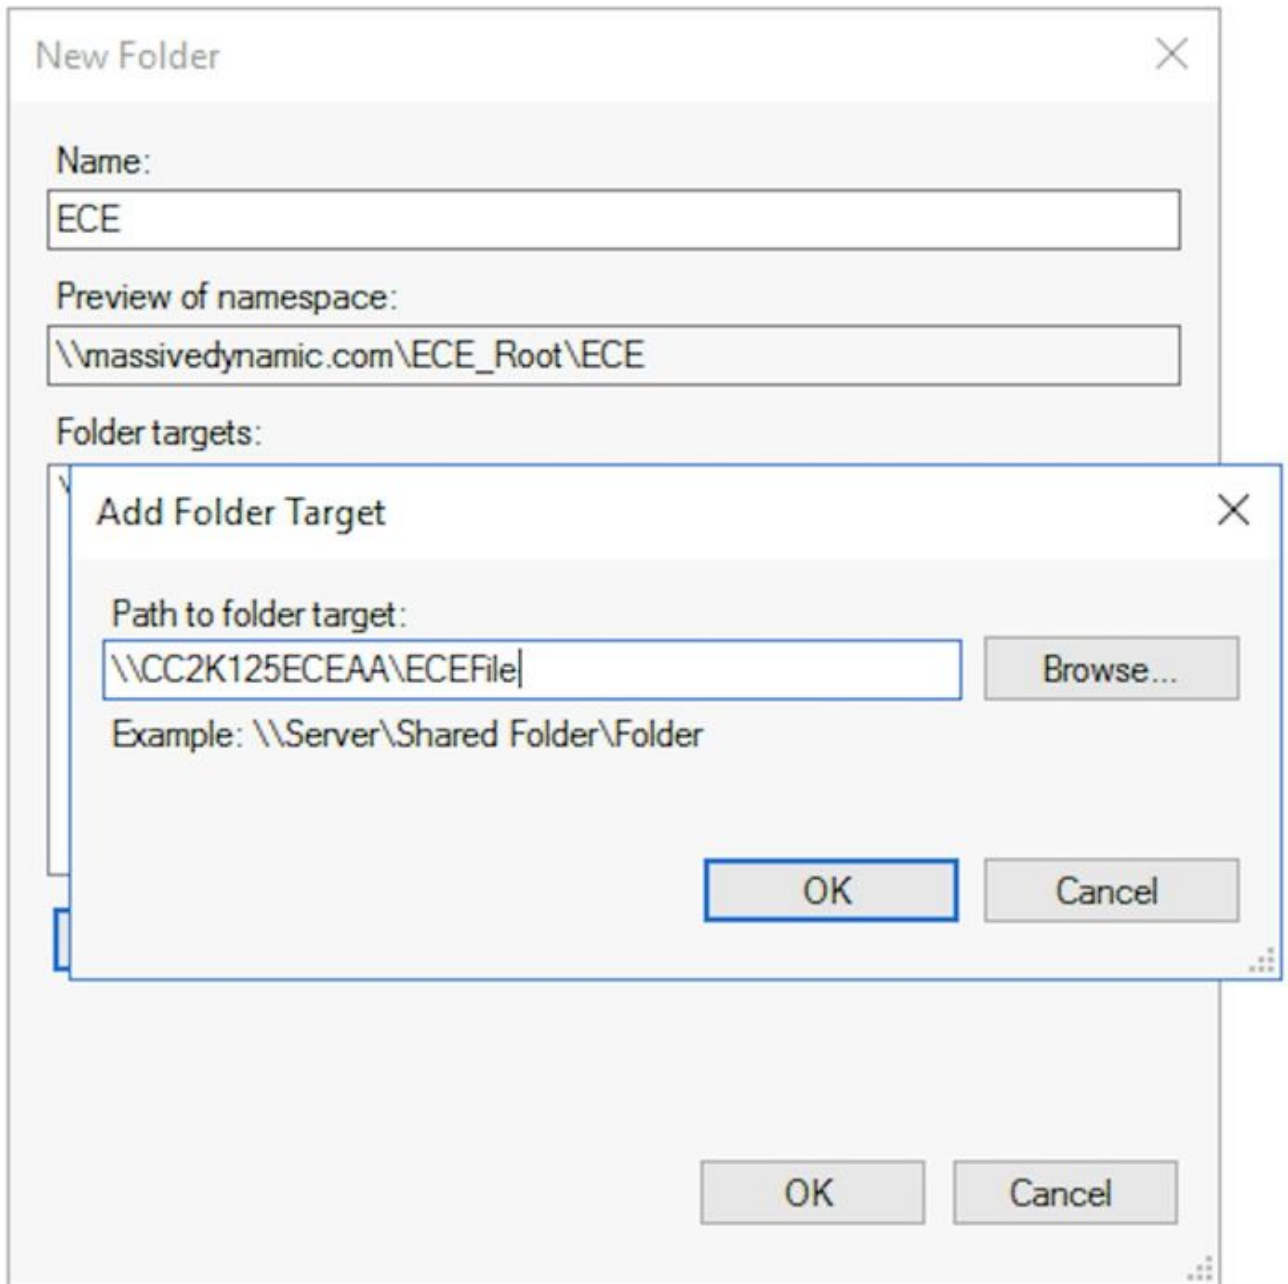 New Folder
Name:
ECE
Preview of namespace:
\\massivedynamic.com\ECE_Root\ECE
Folder targets:
Add Folder Target
Path to folder target:
\\CC2K125ECEAA\ECEFile
Browse...
Example: \\Server\Shared Folder\Folder
OK
Cancel
OK
Cancel